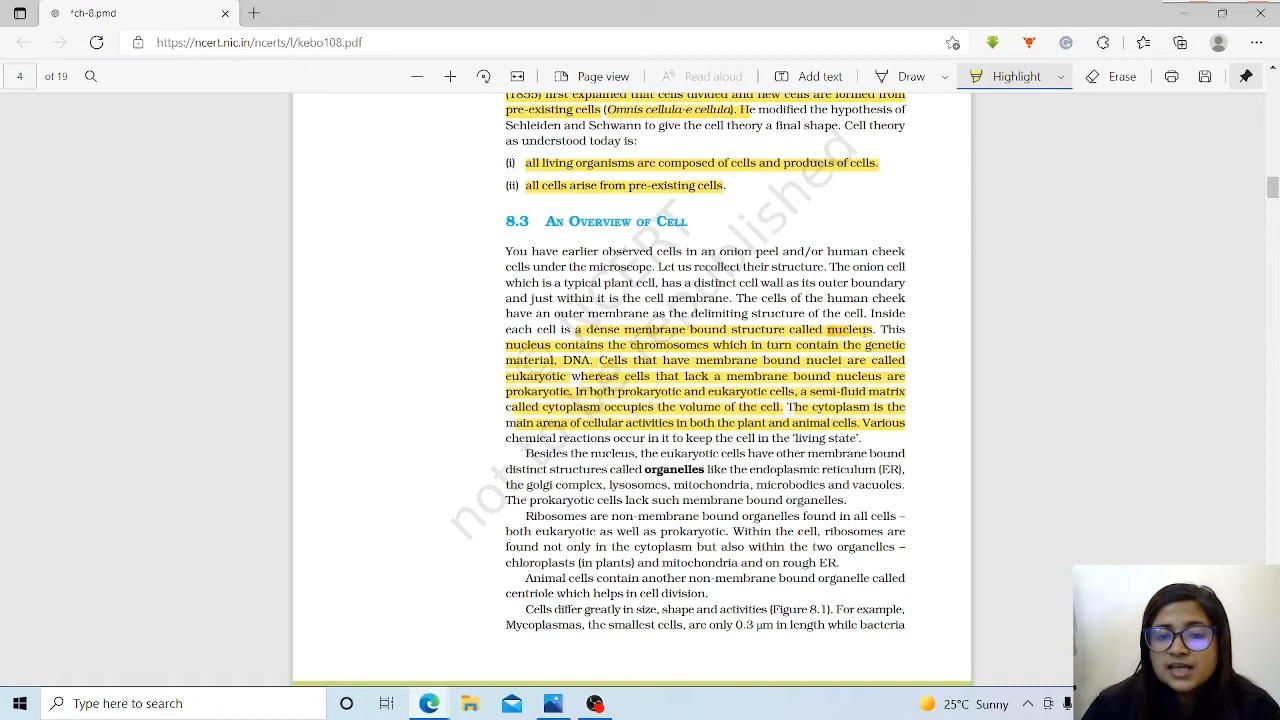 *ch-8.pmd
https://ncert.nic.in/ncerts/l/kebo108.pdf
4 of 19 Page view Read aloud Add text Draw Highlight Erase
(1855) first explained that cells divided and new cells are formed from
pre-existing cells (Omnis cellula-e cellula). He modified the hypothesis of
Schleiden and Schwann to give the cell theory a final shape. Cell theory
as understood today is:
(i) all living organisms are composed of cells and products of cells.
(ii) all cells arise from pre-existing cells.
8.3 AN OVERVIEW OF CELL
You have earlier observed cells in an onion peel and/or human cheek
cells under the microscope. Let us recollect their structure. The onion cell
which is a typical plant cell, has a distinct cell wall as its outer boundary
and just within it is the cell membrane. The cells of the human cheek
have an outer membrane as the delimiting structure of the cell. Inside
each cell is a dense membrane bound structure called nucleus. This
nucleus contains the chromosomes which in turn contain the genetic
material, DNA. Cells that have membrane bound nuclei are called
eukaryotic whereas cells that lack a membrane bound nucleus are
prokaryotic. In both prokaryotic and eukaryotic cells, a semi-fluid matrix
called cytoplasm occupies the volume of the cell. The cytoplasm is the
main arena of cellular activities in both the plant and animal cells. Various
chemical reactions occur in it to keep the cell in the ‘living state’.
Besides the nucleus, the eukaryotic cells have other membrane bound
distinct structures called organelles like the endoplasmic reticulum (ER),
the golgi complex, lysosomes, mitochondria, microbodies and vacuoles.
The prokaryotic cells lack such membrane bound organelles.
Ribosomes are non-membrane bound organelles found in all cells –
both eukaryotic as well as prokaryotic. Within the cell, ribosomes are
found not only in the cytoplasm but also within the two organelles –
chloroplasts (in plants) and mitochondria and on rough ER.
Animal cells contain another non-membrane bound organelle called
centriole which helps in cell division.
Cells differ greatly in size, shape and activities (Figure 8.1). For example,
Mycoplasmas, the smallest cells, are only 0.3 µm in length while bacteria
© NCERT
not to be republished
Type here to search
25°C Sunny